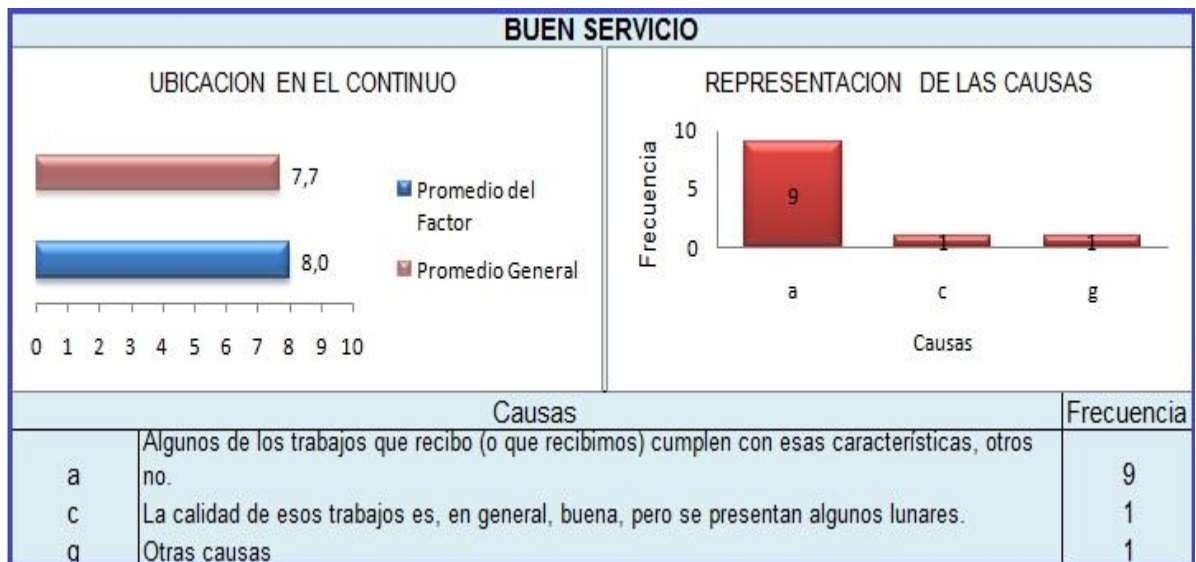 BUEN SERVICIO
UBICACION EN EL CONTINUO
7,7
8,0
Promedio del
Factor
Promedio General
0 1 2 3 4 5 6 7 8 9 10
REPRESENTACION DE LAS CAUSAS
Frecuencia
10
5
0
9
1
1
a c g
Causas
Causas Frecuencia
Algunos de los trabajos que recibo (o que recibimos) cumplen con esas características, otros
a no. 9
c La calidad de esos trabajos es, en general, buena, pero se presentan algunos lunares. 1
g Otras causas 1